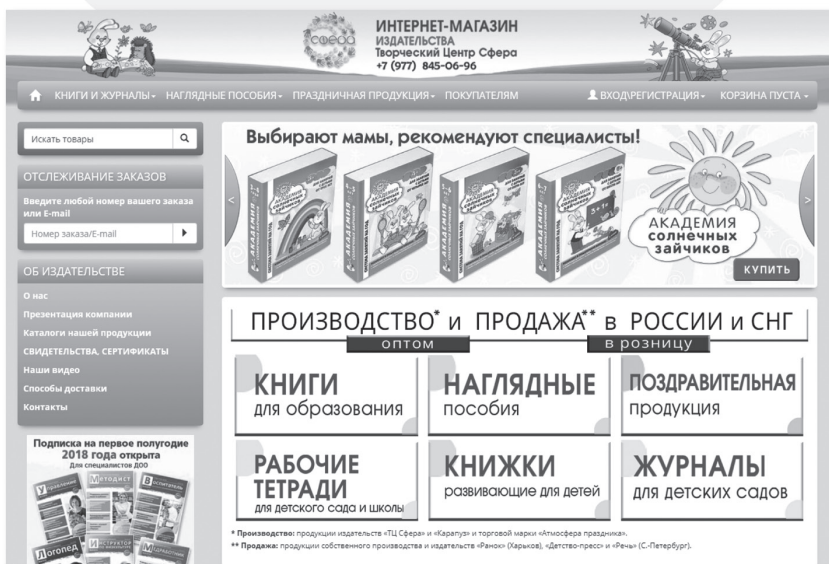 сфера
ИНТЕРНЕТ-МАГАЗИН
ИЗДАТЕЛЬСТВА
Творческий Центр Сфера
+7 (977) 845-06-96
КНИГИ И ЖУРНАЛЫ НАГЛЯДНЫЕ ПОСОБИЯ ПРАЗДНИЧНАЯ ПРОДУКЦИЯ ПОКУПАТЕЛЯМ ВХОД\РЕГИСТРАЦИЯ КОРЗИНА ПУСТА
Искать товары
ОТСЛЕЖИВАНИЕ ЗАКАЗОВ
Введите любой номер вашего заказа
или E-mail
Номер заказа/E-mail
ОБ ИЗДАТЕЛЬСТВЕ
О нас
Презентация компании
Каталоги нашей продукции
СВИДЕТЕЛЬСТВА, СЕРТИФИКАТЫ
Наши видео
Способы доставки
Контакты
Подписка на первое полугодие
2018 года открыта
Для специалистов ДОО
Управление
Методист
Воспитатель
Логопед
Инструктор
Медработник
Выбирают мамы, рекомендуют специалисты!
АКАДЕМИЯ
солнечных
зайчиков
КУПИТЬ
ПРОИЗВОДСТВО* и ПРОДАЖА** в РОССИИ и СНГ
оптом
в розницу
КНИГИ
для образования
НАГЛЯДНЫЕ
пособия
ПОЗДРАВИТЕЛЬНАЯ
продукция
РАБОЧИЕ
ТЕТРАДИ
для детского сада и школы
КНИЖКИ
развивающие для детей
ЖУРНАЛЫ
для детских садов
* Производство: продукции издательств «ТЦ Сфера» и «Карапуз» и торговой марки «Атмосфера праздника».
** Продажа: продукции собственного производства и издательств «Ранок» (Харьков), «Детство-пресс» и «Речь» (С.-Петербург).